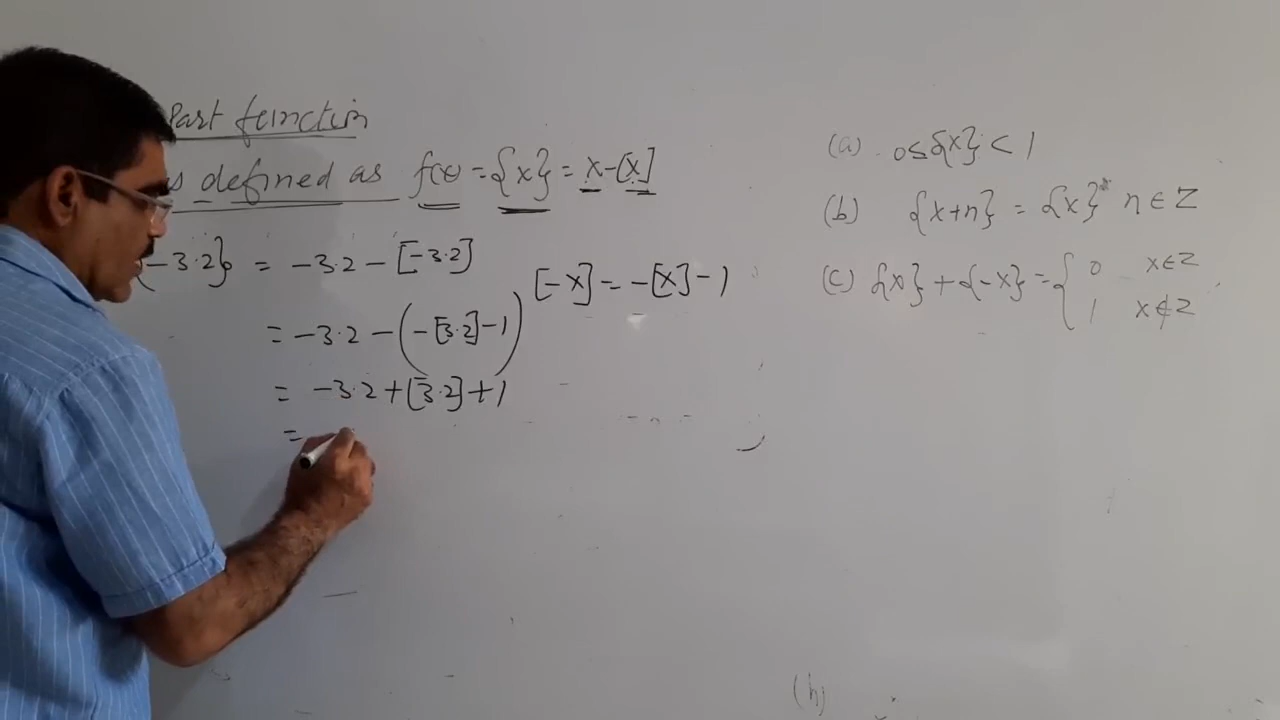 Part function
s defined as f(x) = {x} = x-[x]
{-3.2} = -3.2 - [-3.2]
[-x] = -[x] - 1
= -3.2 - (-[3.2]-1)
= -3.2 + [3.2] + 1
=
(a) 0≤{x} < 1
(b) {x+n} = {x} n∈Z
(c) {x} + {-x} = { 0 x∈Z
1 x∉Z
(h)